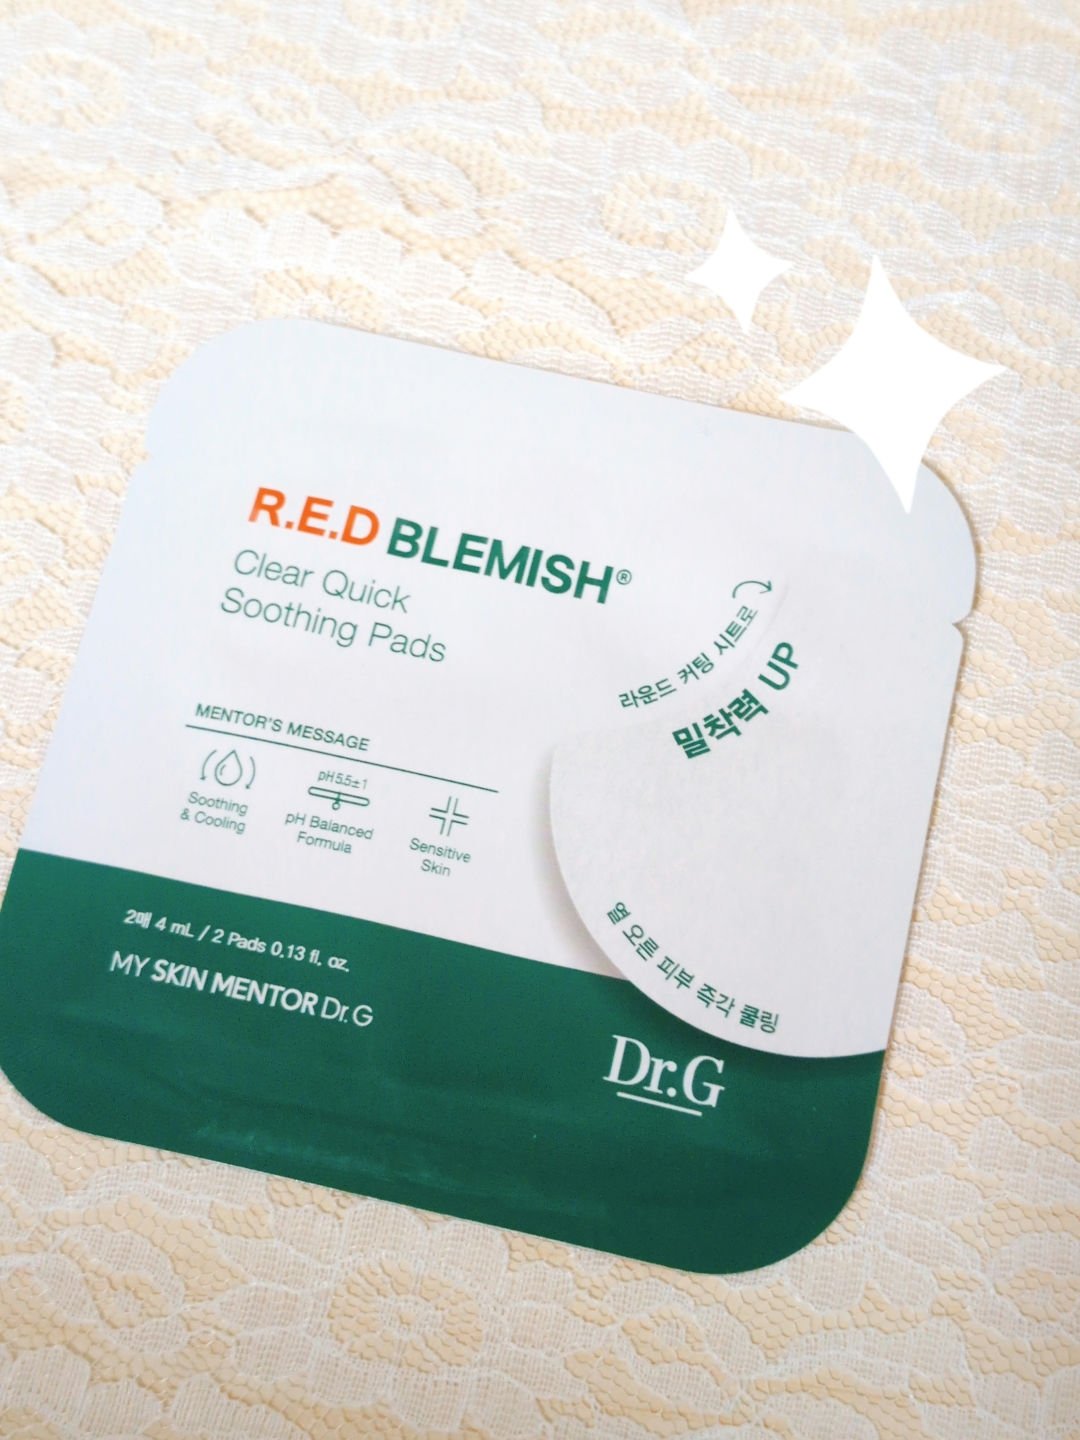 R.E.D BLEMISH®
Clear Quick
Soothing Pads
라운드 커팅 시트로
밀착력 UP
MENTOR'S MESSAGE
Soothing
& Cooling
pH 5.5±1
pH Balanced
Formula
Sensitive
Skin
열 오른 피부 즉각 쿨링
2매 4 mL / 2 Pads 0.13 fl. oz.
MY SKIN MENTOR Dr.G
Dr.G